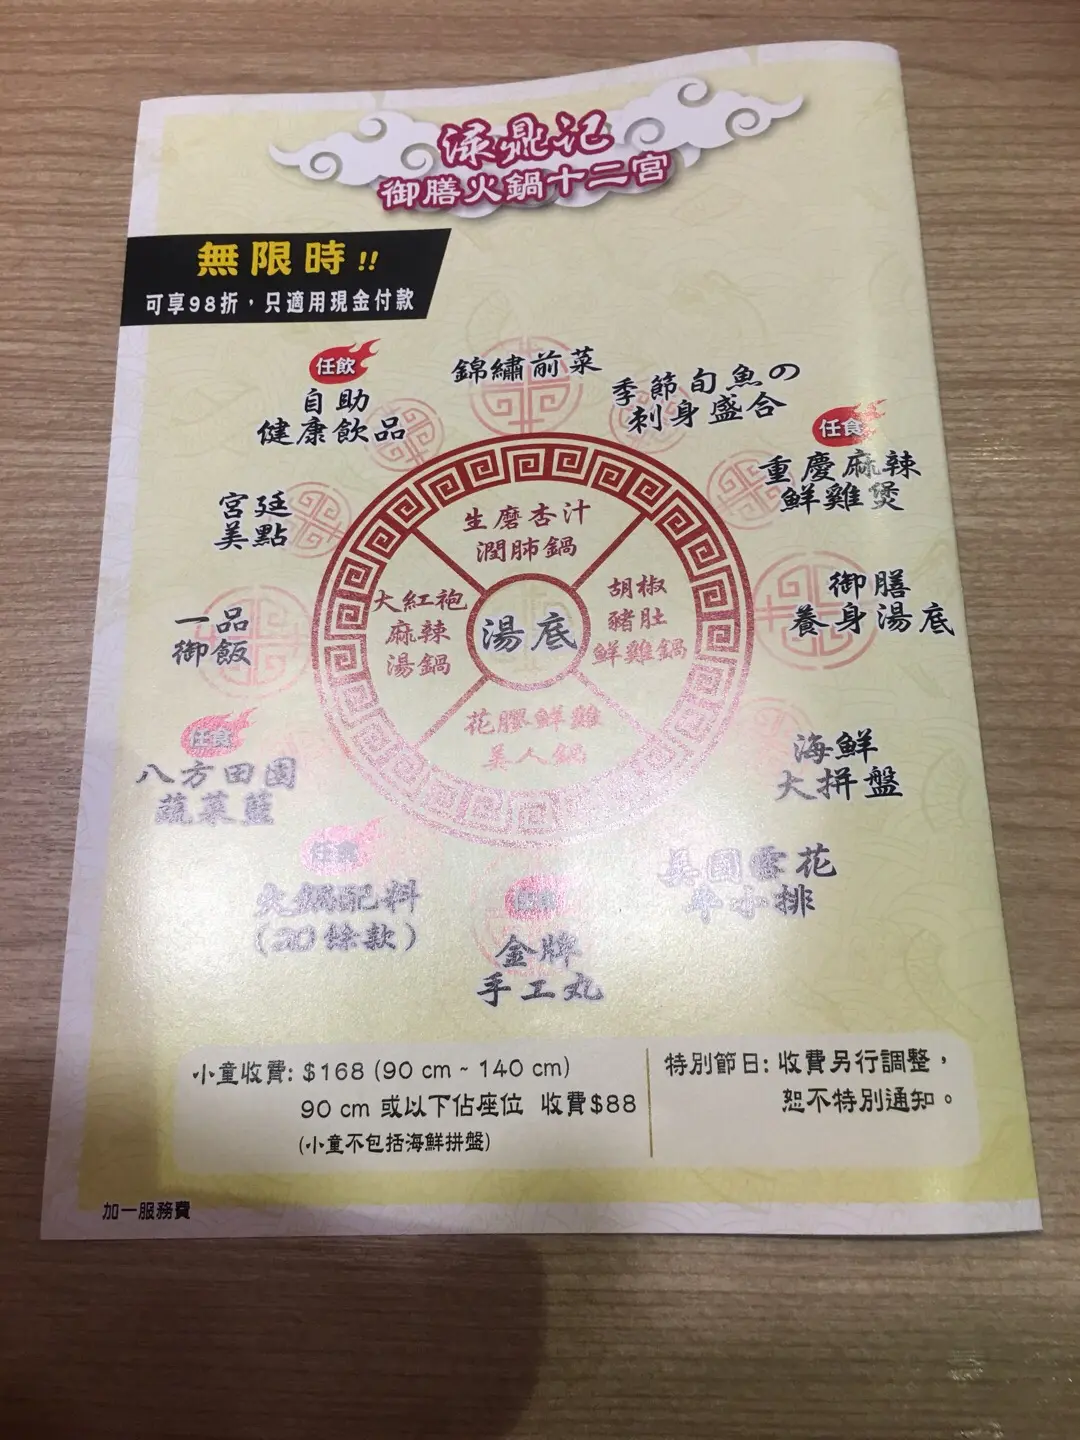 渌鼎记
御膳火鍋十二宮
無限時!!
可享98折，只適用現金付款
錦繡前菜
季節旬魚の
刺身盛合
任食
重慶麻辣
鮮雞煲
御膳
養身湯底
海鮮
大拼盤
美國雪花
牛小排
金牌
手工丸
任食
火鍋配料
(20餘款)
任食
八方田園
蔬菜籃
一品
御飯
宮廷
美點
任飲
自助
健康飲品
生磨杏汁
潤肺鍋
胡椒
豬肚
鮮雞鍋
花膠鮮雞
美人鍋
大紅袍
麻辣
湯鍋
湯底
小童收費: $168 (90 cm ~ 140 cm)
90 cm 或以下佔座位 收費$88
(小童不包括海鮮拼盤)
特別節日: 收費另行調整，
恕不特別通知。
加一服務費